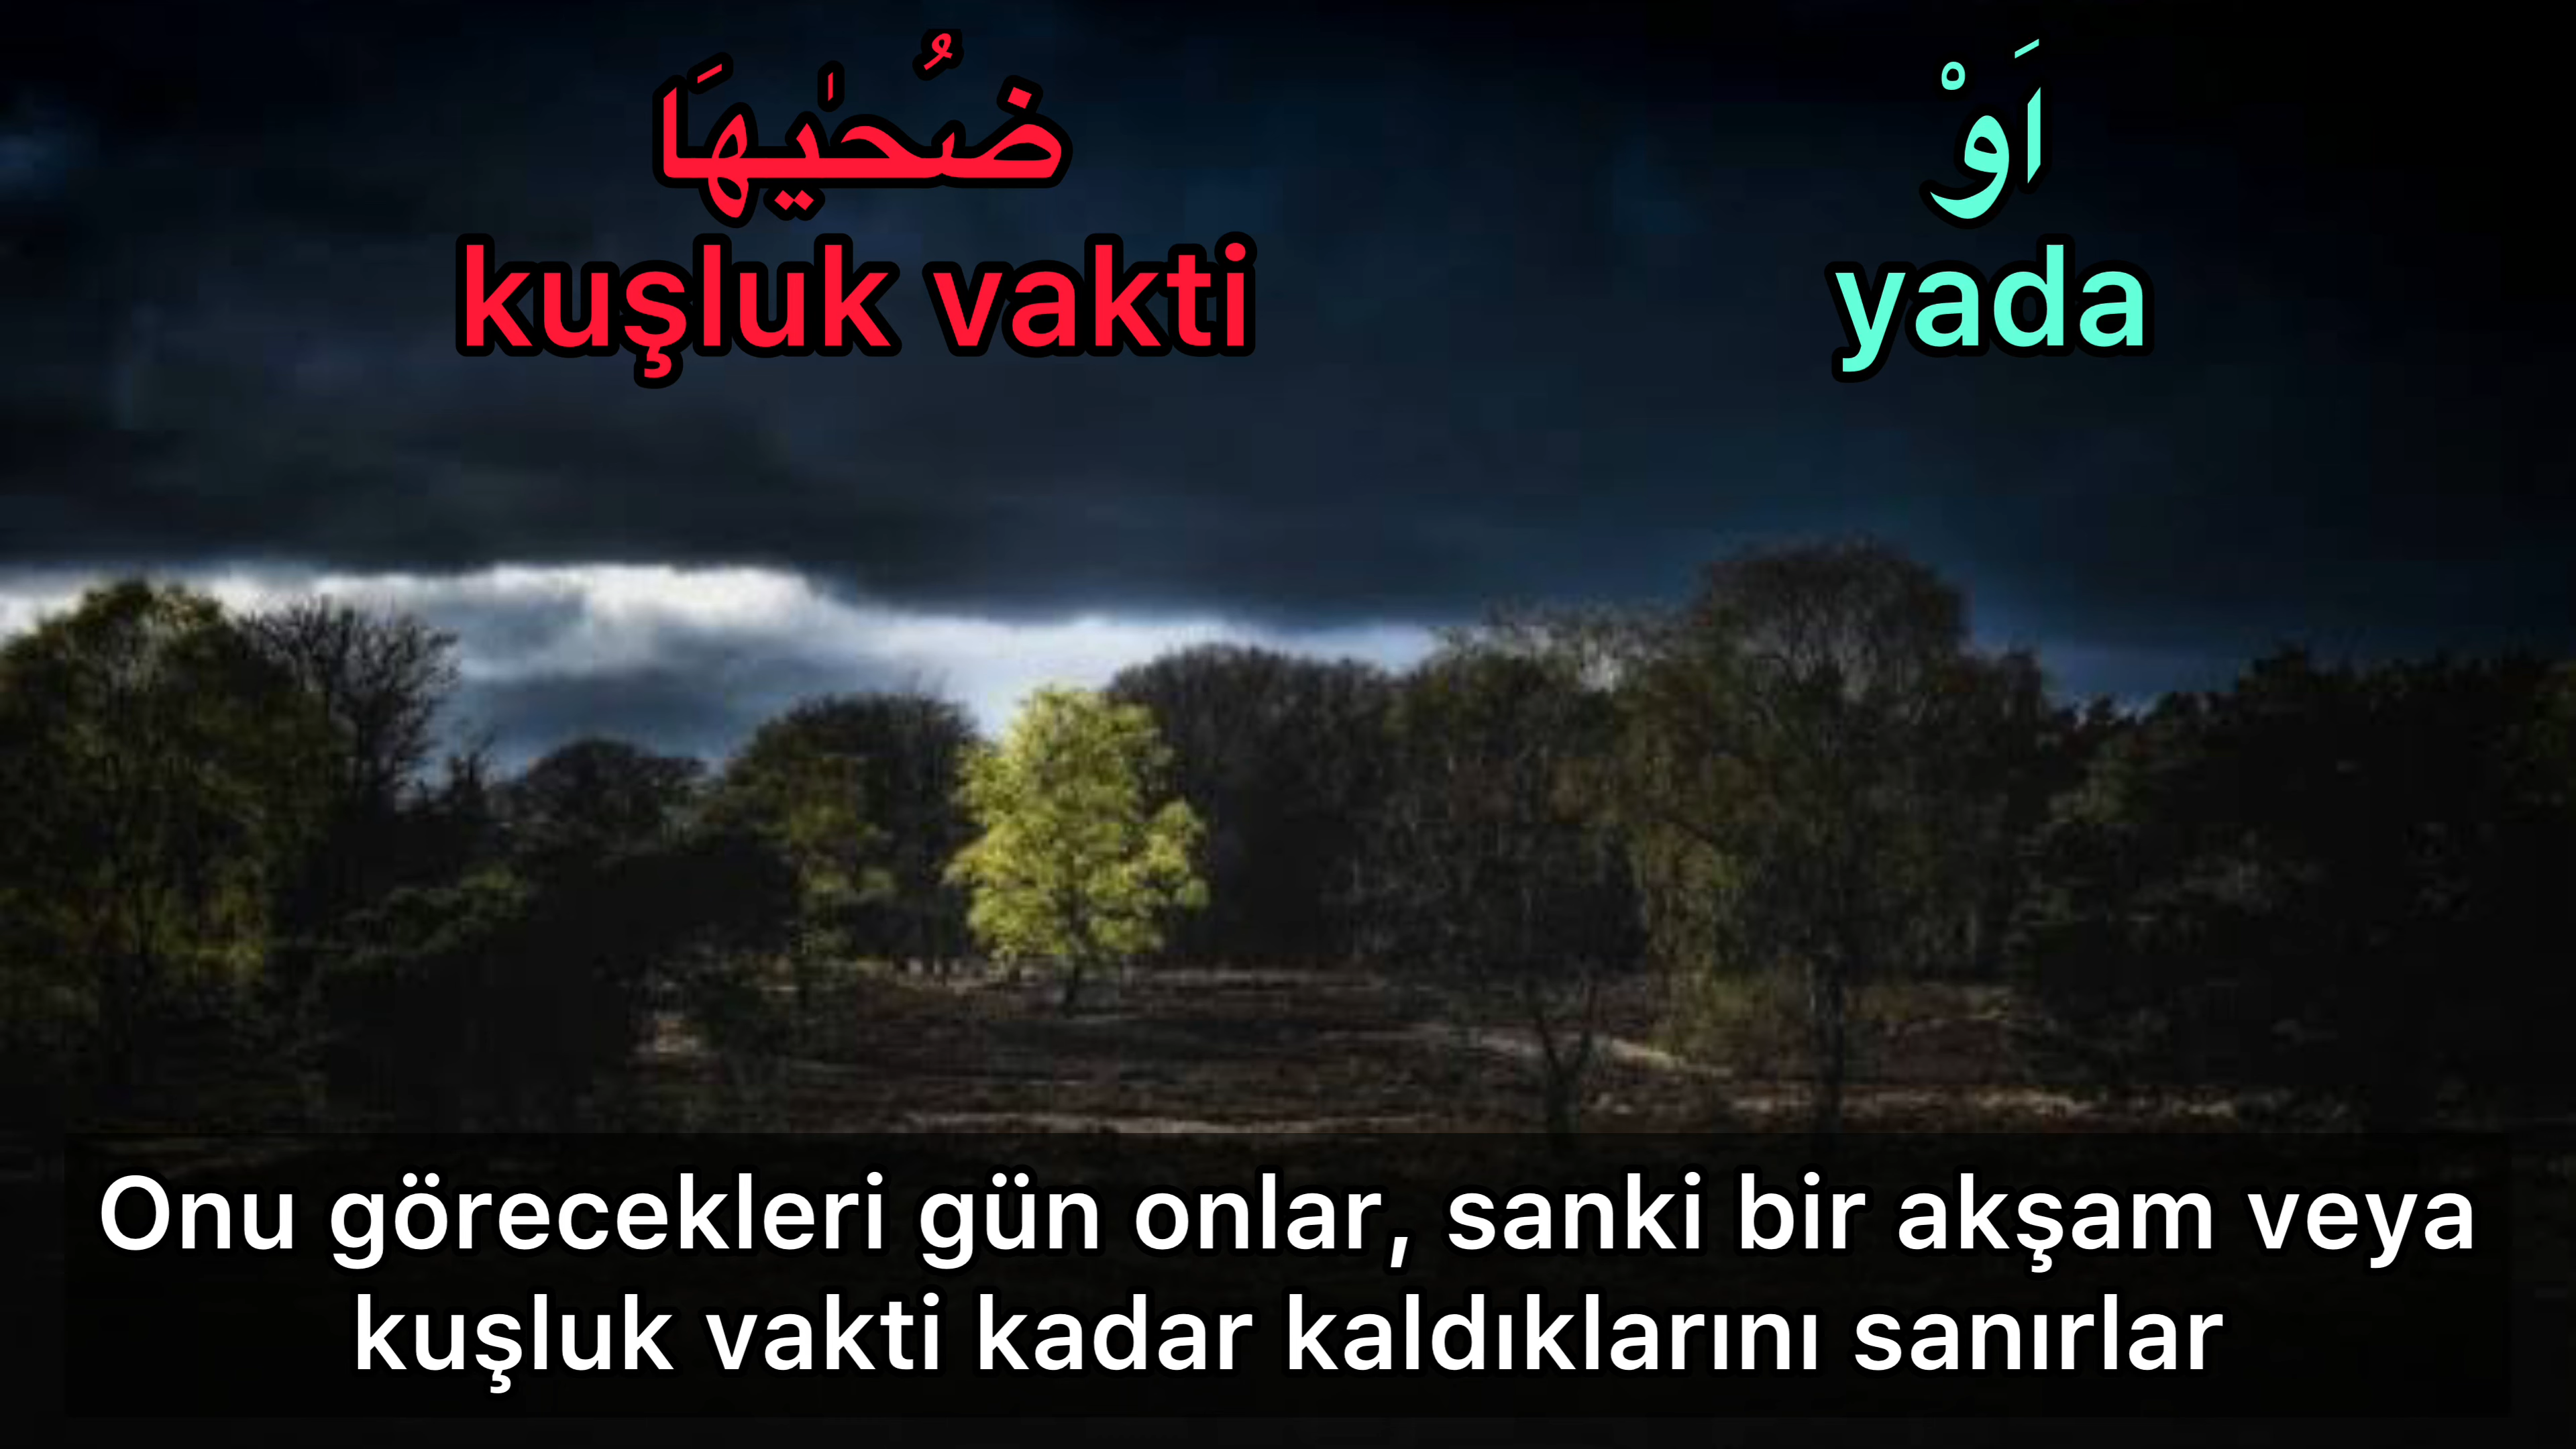 اَوْ ضُحٰيهَا
yada kuşluk vakti
Onu görecekleri gün onlar, sanki bir akşam veya
kuşluk vakti kadar kaldıklarını sanırlar